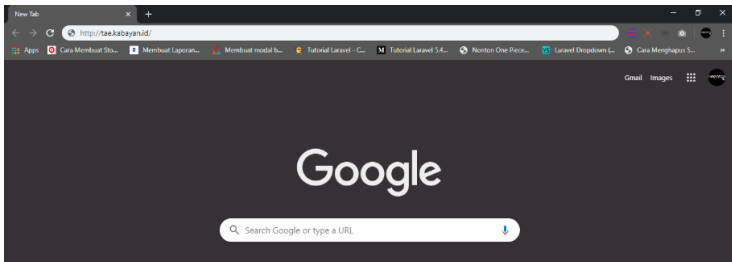 New Tab
http://tae.kabayan.id/
Apps Cara Membuat Sto... Membuat Laporan... Membuat modal b... Tutorial Laravel - C... Tutorial Laravel 5.4... Nonton One Piece... Laravel Dropdown (... Cara Menghapus S...
Gmail Images
Google
Search Google or type a URL